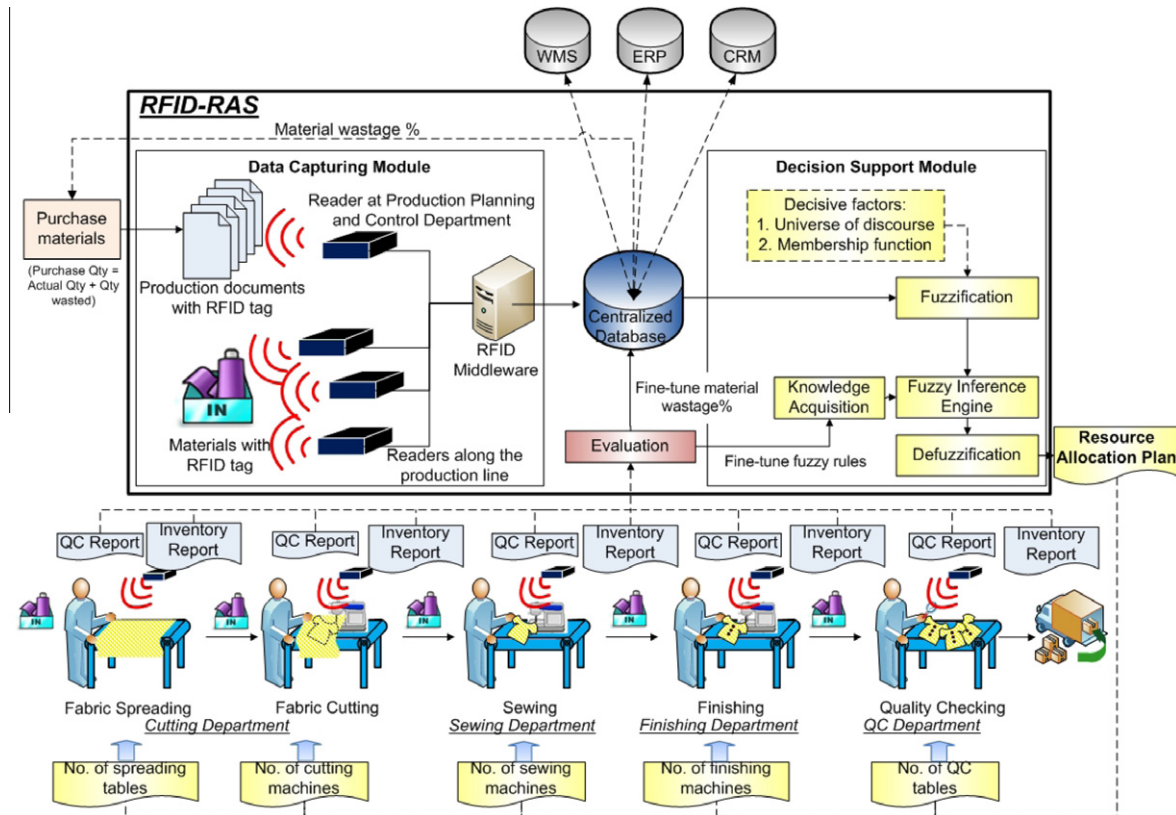 WMS
ERP
CRM
RFID-RAS
Material wastage %
Data Capturing Module
Decision Support Module
Reader at Production Planning
and Control Department
Decisive factors:
1. Universe of discourse
2. Membership function
Purchase
materials
(Purchase Qty =
Actual Qty + Qty
wasted)
Production documents
with RFID tag
Fuzzification
Centralized
Database
RFID
Middleware
IN
Materials with
RFID tag
Readers along the
production line
Fine-tune material
wastage%
Knowledge
Acquisition
Fuzzy Inference
Engine
Evaluation
Fine-tune fuzzy rules
Defuzzification
Resource
Allocation Plan
QC Report
Inventory
Report
QC Report
Inventory
Report
QC Report
Inventory
Report
QC Report
Inventory
Report
QC Report
Inventory
Report
IN
IN
IN
IN
IN
Fabric Spreading
Fabric Cutting
Sewing
Finishing
Quality Checking
Cutting Department
Sewing Department
Finishing Department
QC Department
No. of spreading
tables
No. of cutting
machines
No. of sewing
machines
No. of finishing
machines
No. of QC
tables